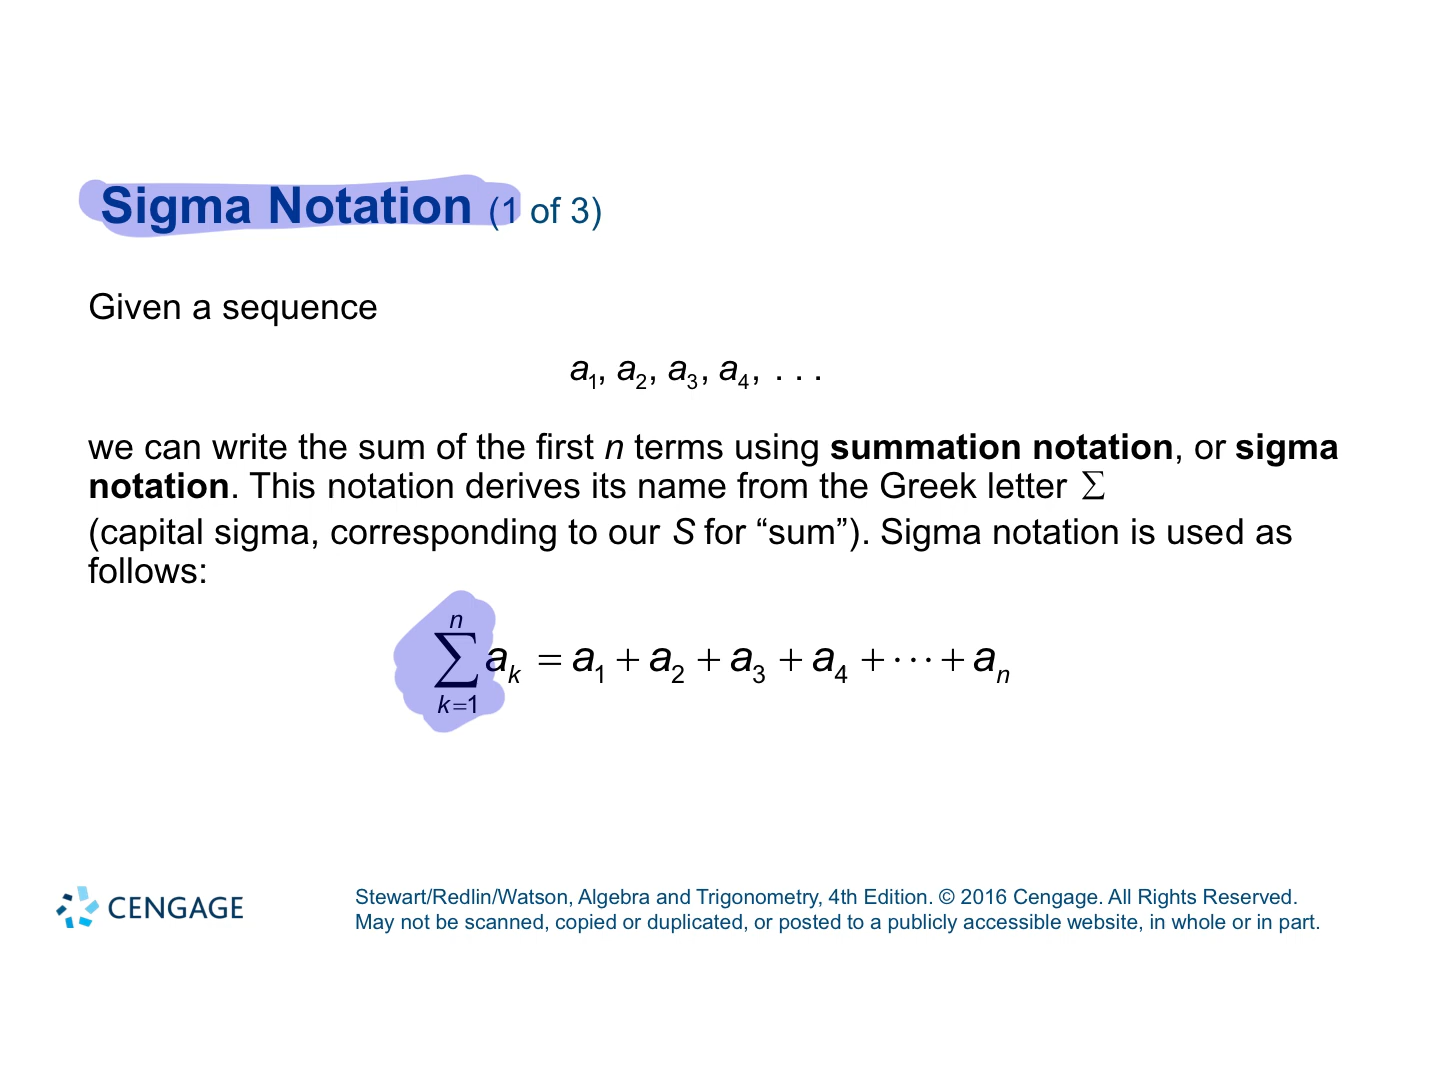 Sigma Notation (1 of 3)
Given a sequence
a₁, a₂, a₃, a₄, . . .
we can write the sum of the first n terms using summation notation, or sigma
notation. This notation derives its name from the Greek letter ∑
(capital sigma, corresponding to our S for “sum”). Sigma notation is used as
follows:
n
∑ aₖ = a₁ + a₂ + a₃ + a₄ + ⋯ + aₙ
k=1
CENGAGE
Stewart/Redlin/Watson, Algebra and Trigonometry, 4th Edition. © 2016 Cengage. All Rights Reserved.
May not be scanned, copied or duplicated, or posted to a publicly accessible website, in whole or in part.